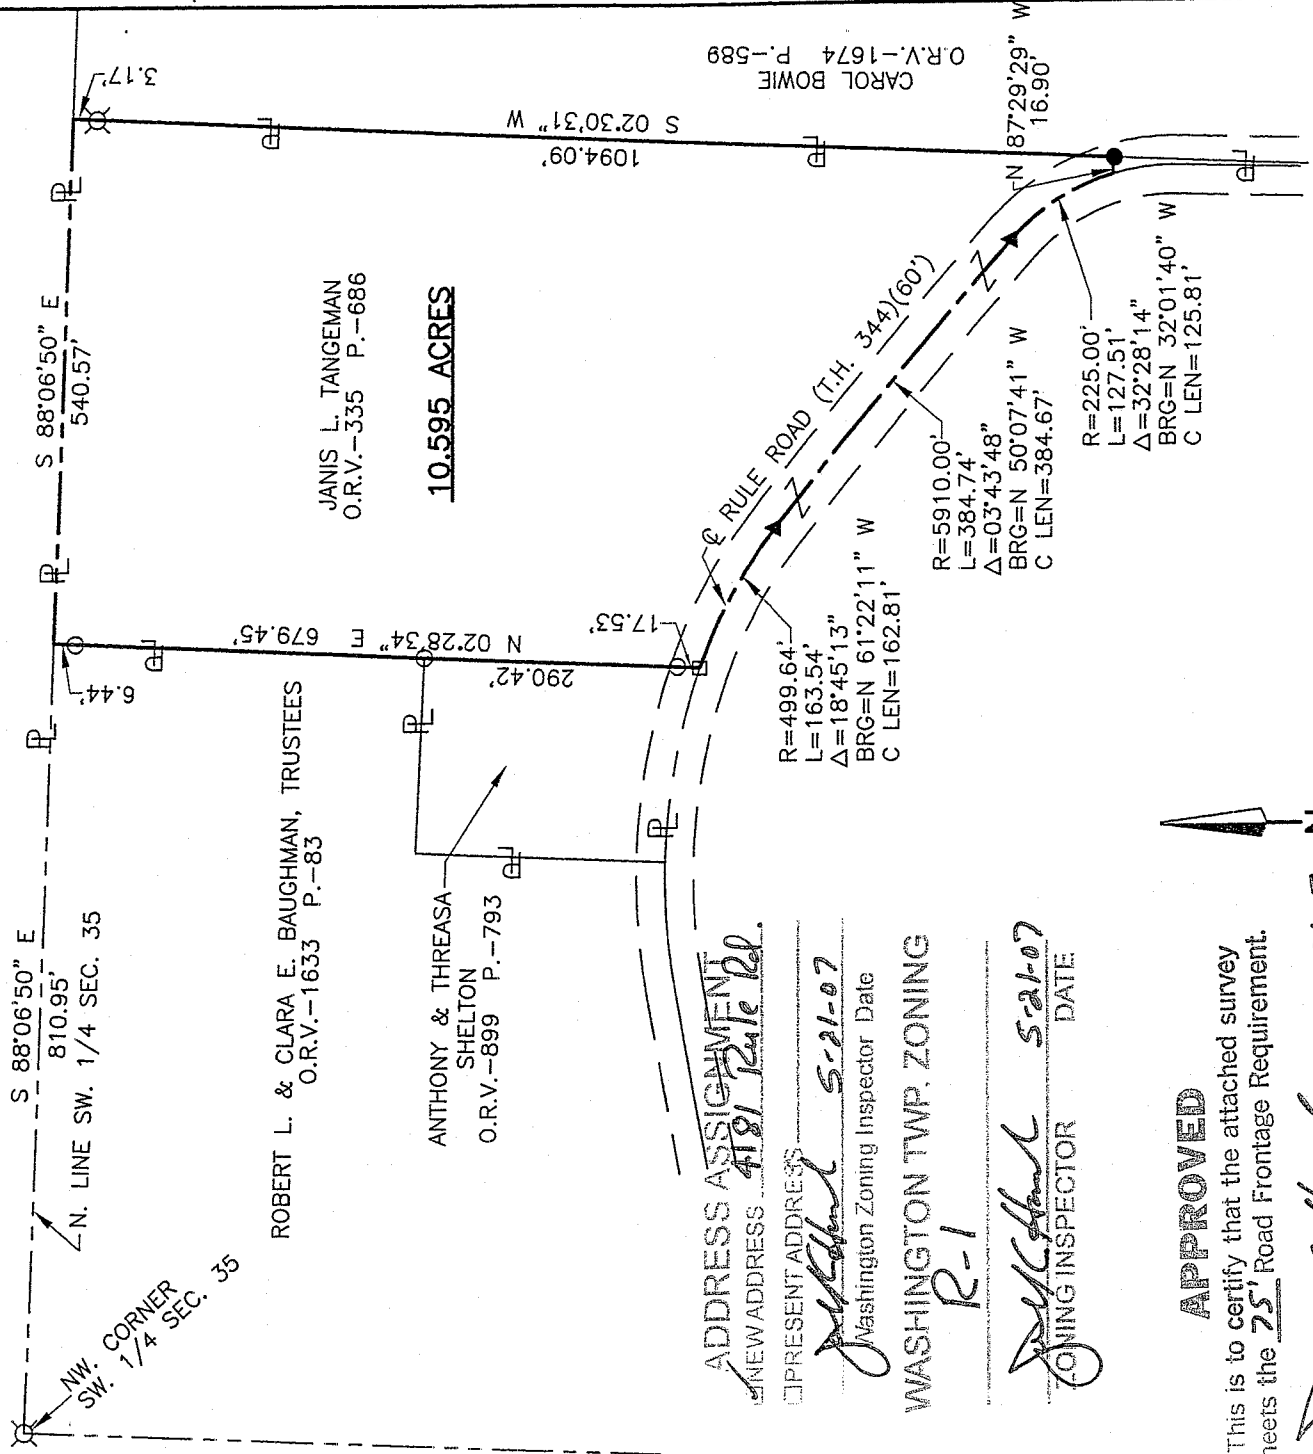 S 88°06'50" E
810.95'
N. LINE SW. 1/4 SEC. 35
NW. CORNER
SW. 1/4 SEC. 35
S 88°06'50" E
540.57'
3.17'
6.44'
S 02°30'31" W
1094.09'
CAROL BOWIE
O.R.V.-1674 P.-589
N 87°29'29" W
16.90'
JANIS L. TANGEMAN
O.R.V.-335 P.-686
10.595 ACRES
N 02°28'34" E 679.45'
290.42'
17.53'
ROBERT L. & CLARA E. BAUGHMAN, TRUSTEES
O.R.V.-1633 P.-83
ANTHONY & THREASA
SHELTON
O.R.V.-899 P.-793
℄ RULE ROAD (T.H. 344)(60')
R=499.64'
L=163.54'
Δ=18°45'13"
BRG=N 61°22'11" W
C LEN=162.81'
R=5910.00'
L=384.74'
Δ=03°43'48"
BRG=N 50°07'41" W
C LEN=384.67'
R=225.00'
L=127.51'
Δ=32°28'14"
BRG=N 32°01'40" W
C LEN=125.81'
ADDRESS ASSIGNMENT
NEW ADDRESS 4181 Rule Rd.
PRESENT ADDRESS
5-21-07
Washington Zoning Inspector Date
WASHINGTON TWP. ZONING
R-1
5-21-07
ZONING INSPECTOR DATE
APPROVED
This is to certify that the attached survey
meets the 75' Road Frontage Requirement.
N